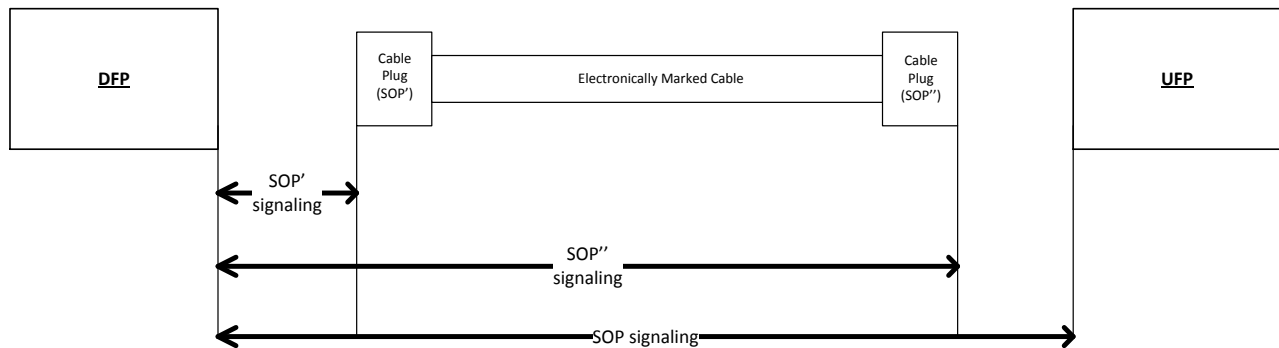 DFP
Cable
Plug
(SOP’)
Electronically Marked Cable
Cable
Plug
(SOP’’)
UFP
SOP’
signaling
SOP’’
signaling
SOP signaling